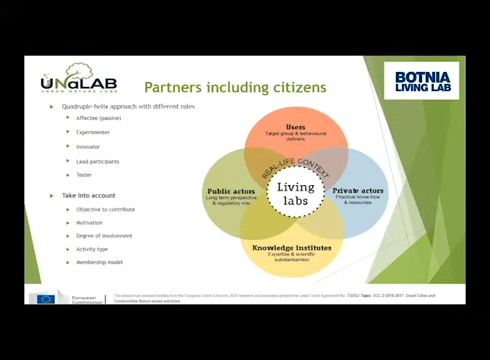 UNaLAB
URBAN NATURE LABS
Partners including citizens
BOTNIA
LIVING LAB
Quadruple-helix approach with different roles
Affectee (passive)
Experimenter
Innovator
Lead participants
Tester
Take into account
Objective to contribute
Motivation
Degree of involvement
Activity type
Membership model
Users
Target group & behavioural
REAL-LIFE CONTEXT
Public actors
Long term perspective
& regulatory role
Living
labs
Private actors
Practical know-how
& resources
Knowledge institutes
Expertise & scientific
European
Commission
This project has received funding from the European Union's Horizon 2020 research and innovation programme under Grant Agreement No. Topic: SCC-2-2016-2017: Smart Cities and
Communities Nature based solutions